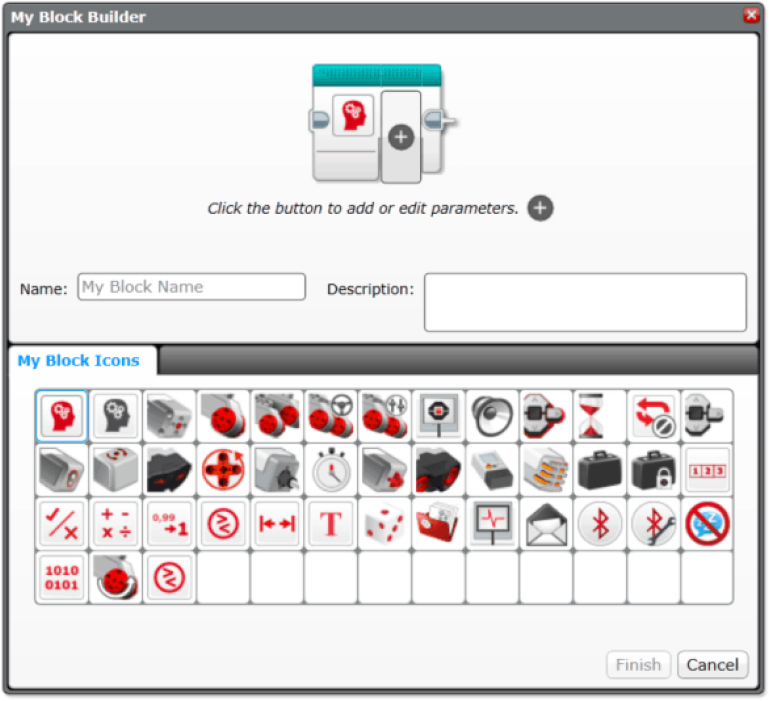 My Block Builder
Click the button to add or edit parameters.
Name: My Block Name Description:
My Block Icons
1 2 3
+ -
x ÷
0,99
→1
T
1010
0101
Finish Cancel